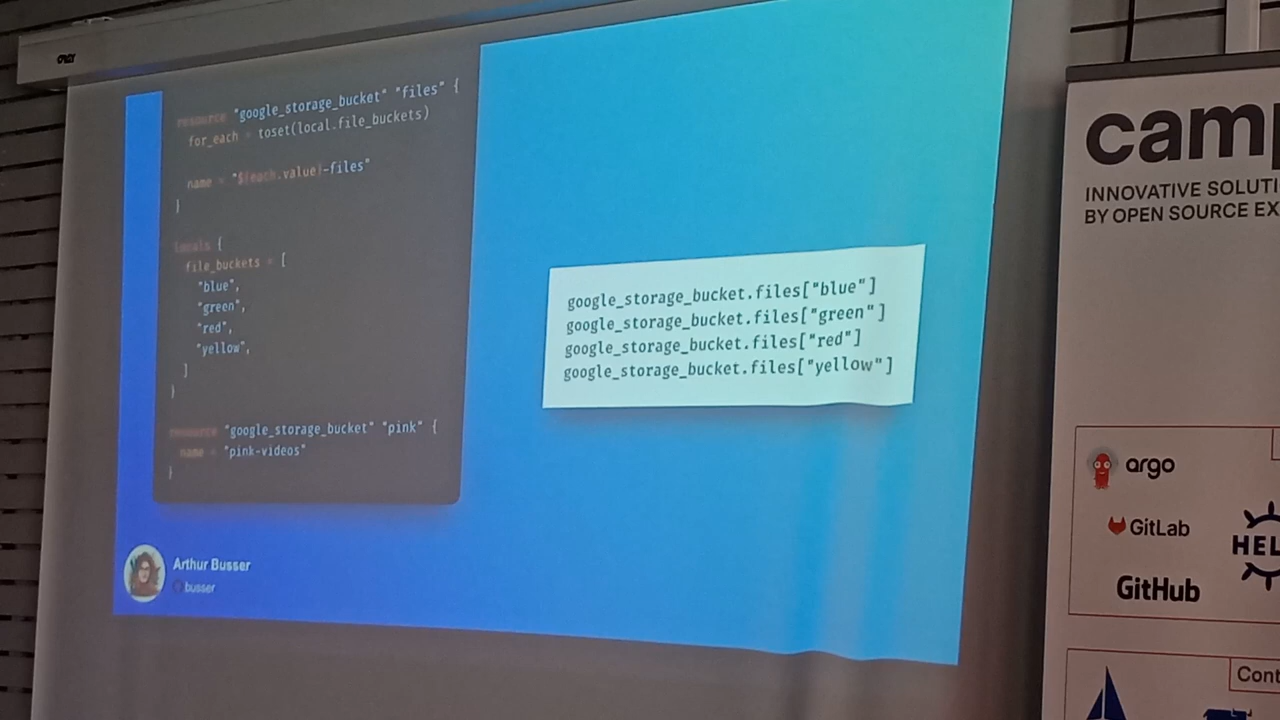 resource "google_storage_bucket" "files" {
for_each = toset(local.file_buckets)
name = "${each.value}-files"
}
locals {
file_buckets = [
"blue",
"green",
"red",
"yellow",
]
}
resource "google_storage_bucket" "pink" {
name = "pink-videos"
}
google_storage_bucket.files["blue"]
google_storage_bucket.files["green"]
google_storage_bucket.files["red"]
google_storage_bucket.files["yellow"]
Arthur Busser
busser
cam
INNOVATIVE SOLUTI
BY OPEN SOURCE EX
argo
GitLab
HEL
GitHub
Cont